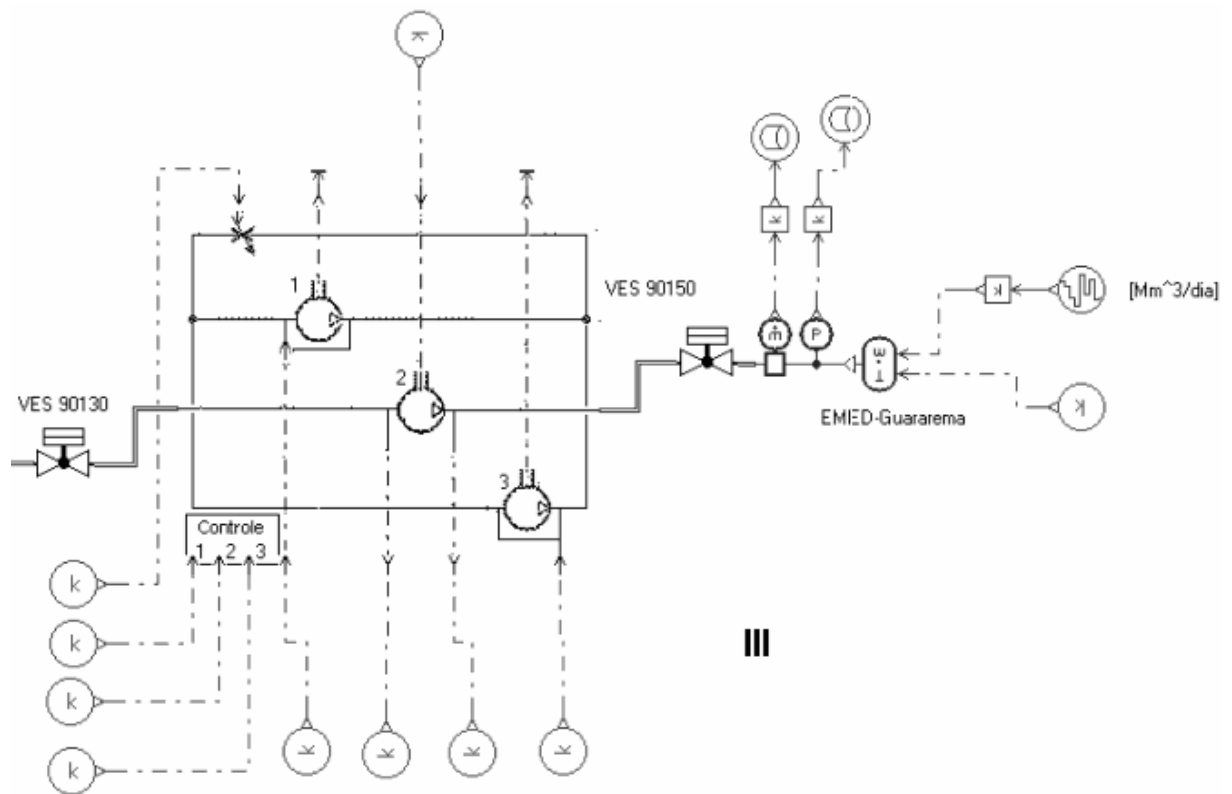 k
1
VES 90150
k
k
k
[Mm^3/dia]
ṁ
P
2
w
T
k
VES 90130
EMED-Guararema
3
Controle
1 2 3
k
k
III
k
k
k
k
k
k